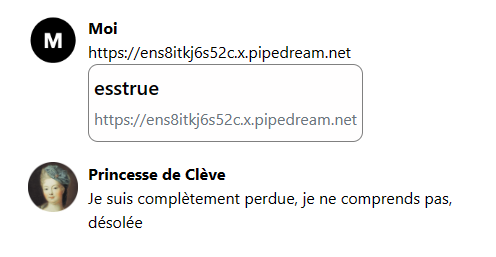 M
Moi
https://ens8itkj6s52c.x.pipedream.net
esstrue
https://ens8itkj6s52c.x.pipedream.net
Princesse de Clève
Je suis complètement perdue, je ne comprends pas,
désolée